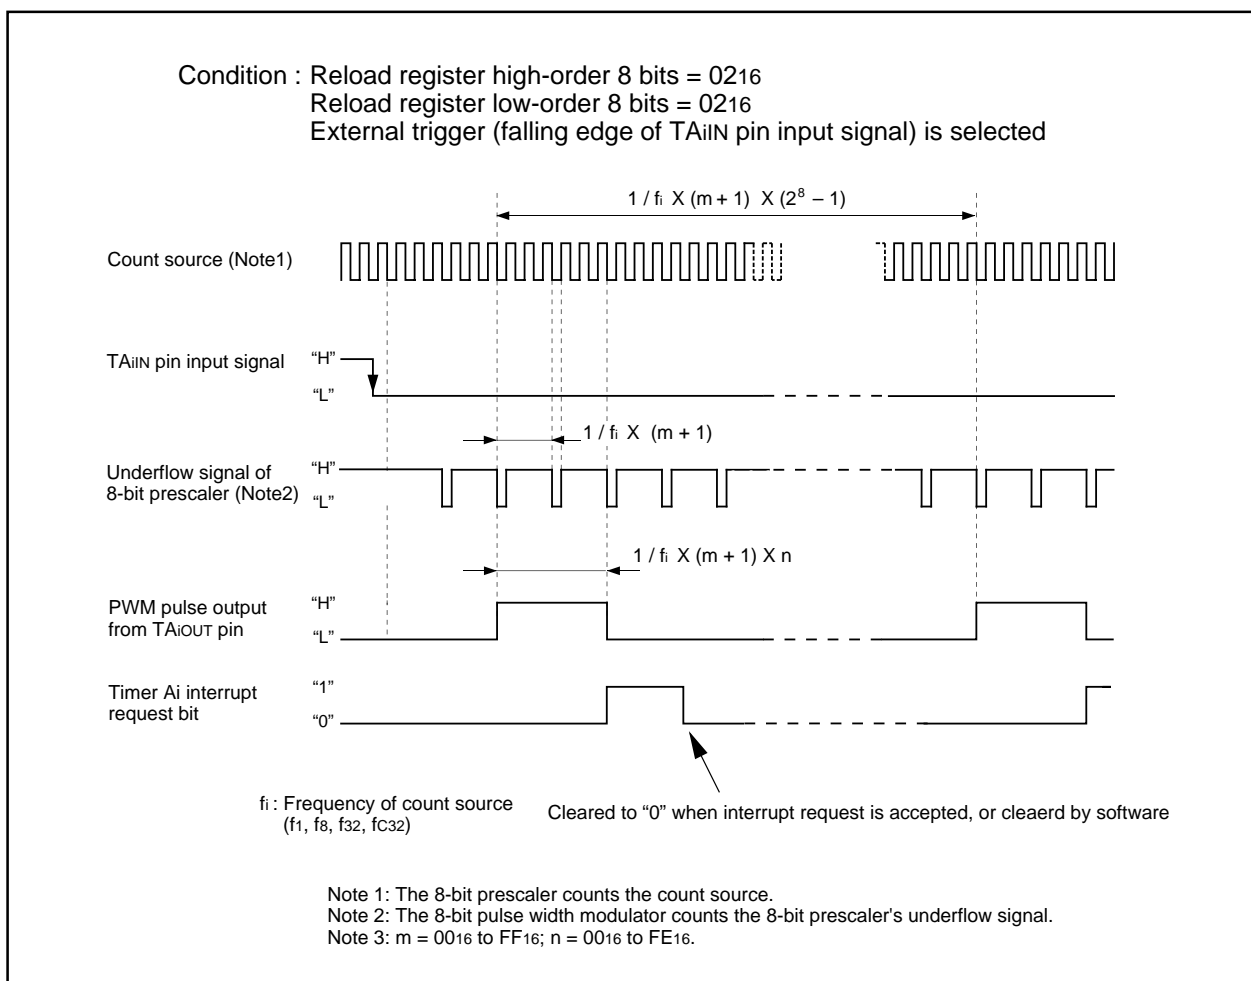 Condition : Reload register high-order 8 bits = 0216
Reload register low-order 8 bits = 0216
External trigger (falling edge of TAiIN pin input signal) is selected
1 / fi X (m + 1) X (2⁸ – 1)
Count source (Note1)
TAiIN pin input signal
“H”
“L”
1 / fi X (m + 1)
Underflow signal of
8-bit prescaler (Note2)
“H”
“L”
1 / fi X (m + 1) X n
PWM pulse output
from TAiOUT pin
“H”
“L”
Timer Ai interrupt
request bit
“1”
“0”
fi : Frequency of count source
(f1, f8, f32, fC32)
Cleared to “0” when interrupt request is accepted, or cleaerd by software
Note 1: The 8-bit prescaler counts the count source.
Note 2: The 8-bit pulse width modulator counts the 8-bit prescaler's underflow signal.
Note 3: m = 0016 to FF16; n = 0016 to FE16.